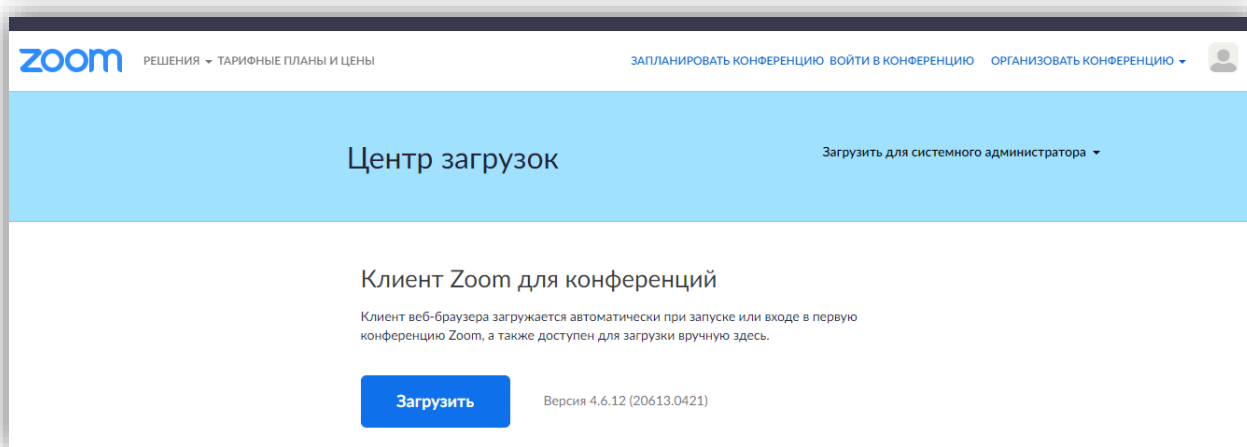 zoom РЕШЕНИЯ ТАРИФНЫЕ ПЛАНЫ И ЦЕНЫ ЗАПЛАНИРОВАТЬ КОНФЕРЕНЦИЮ ВОЙТИ В КОНФЕРЕНЦИЮ ОРГАНИЗОВАТЬ КОНФЕРЕНЦИЮ
Центр загрузок Загрузить для системного администратора
Клиент Zoom для конференций
Клиент веб-браузера загружается автоматически при запуске или входе в первую
конференцию Zoom, а также доступен для загрузки вручную здесь.
Загрузить Версия 4.6.12 (20613.0421)